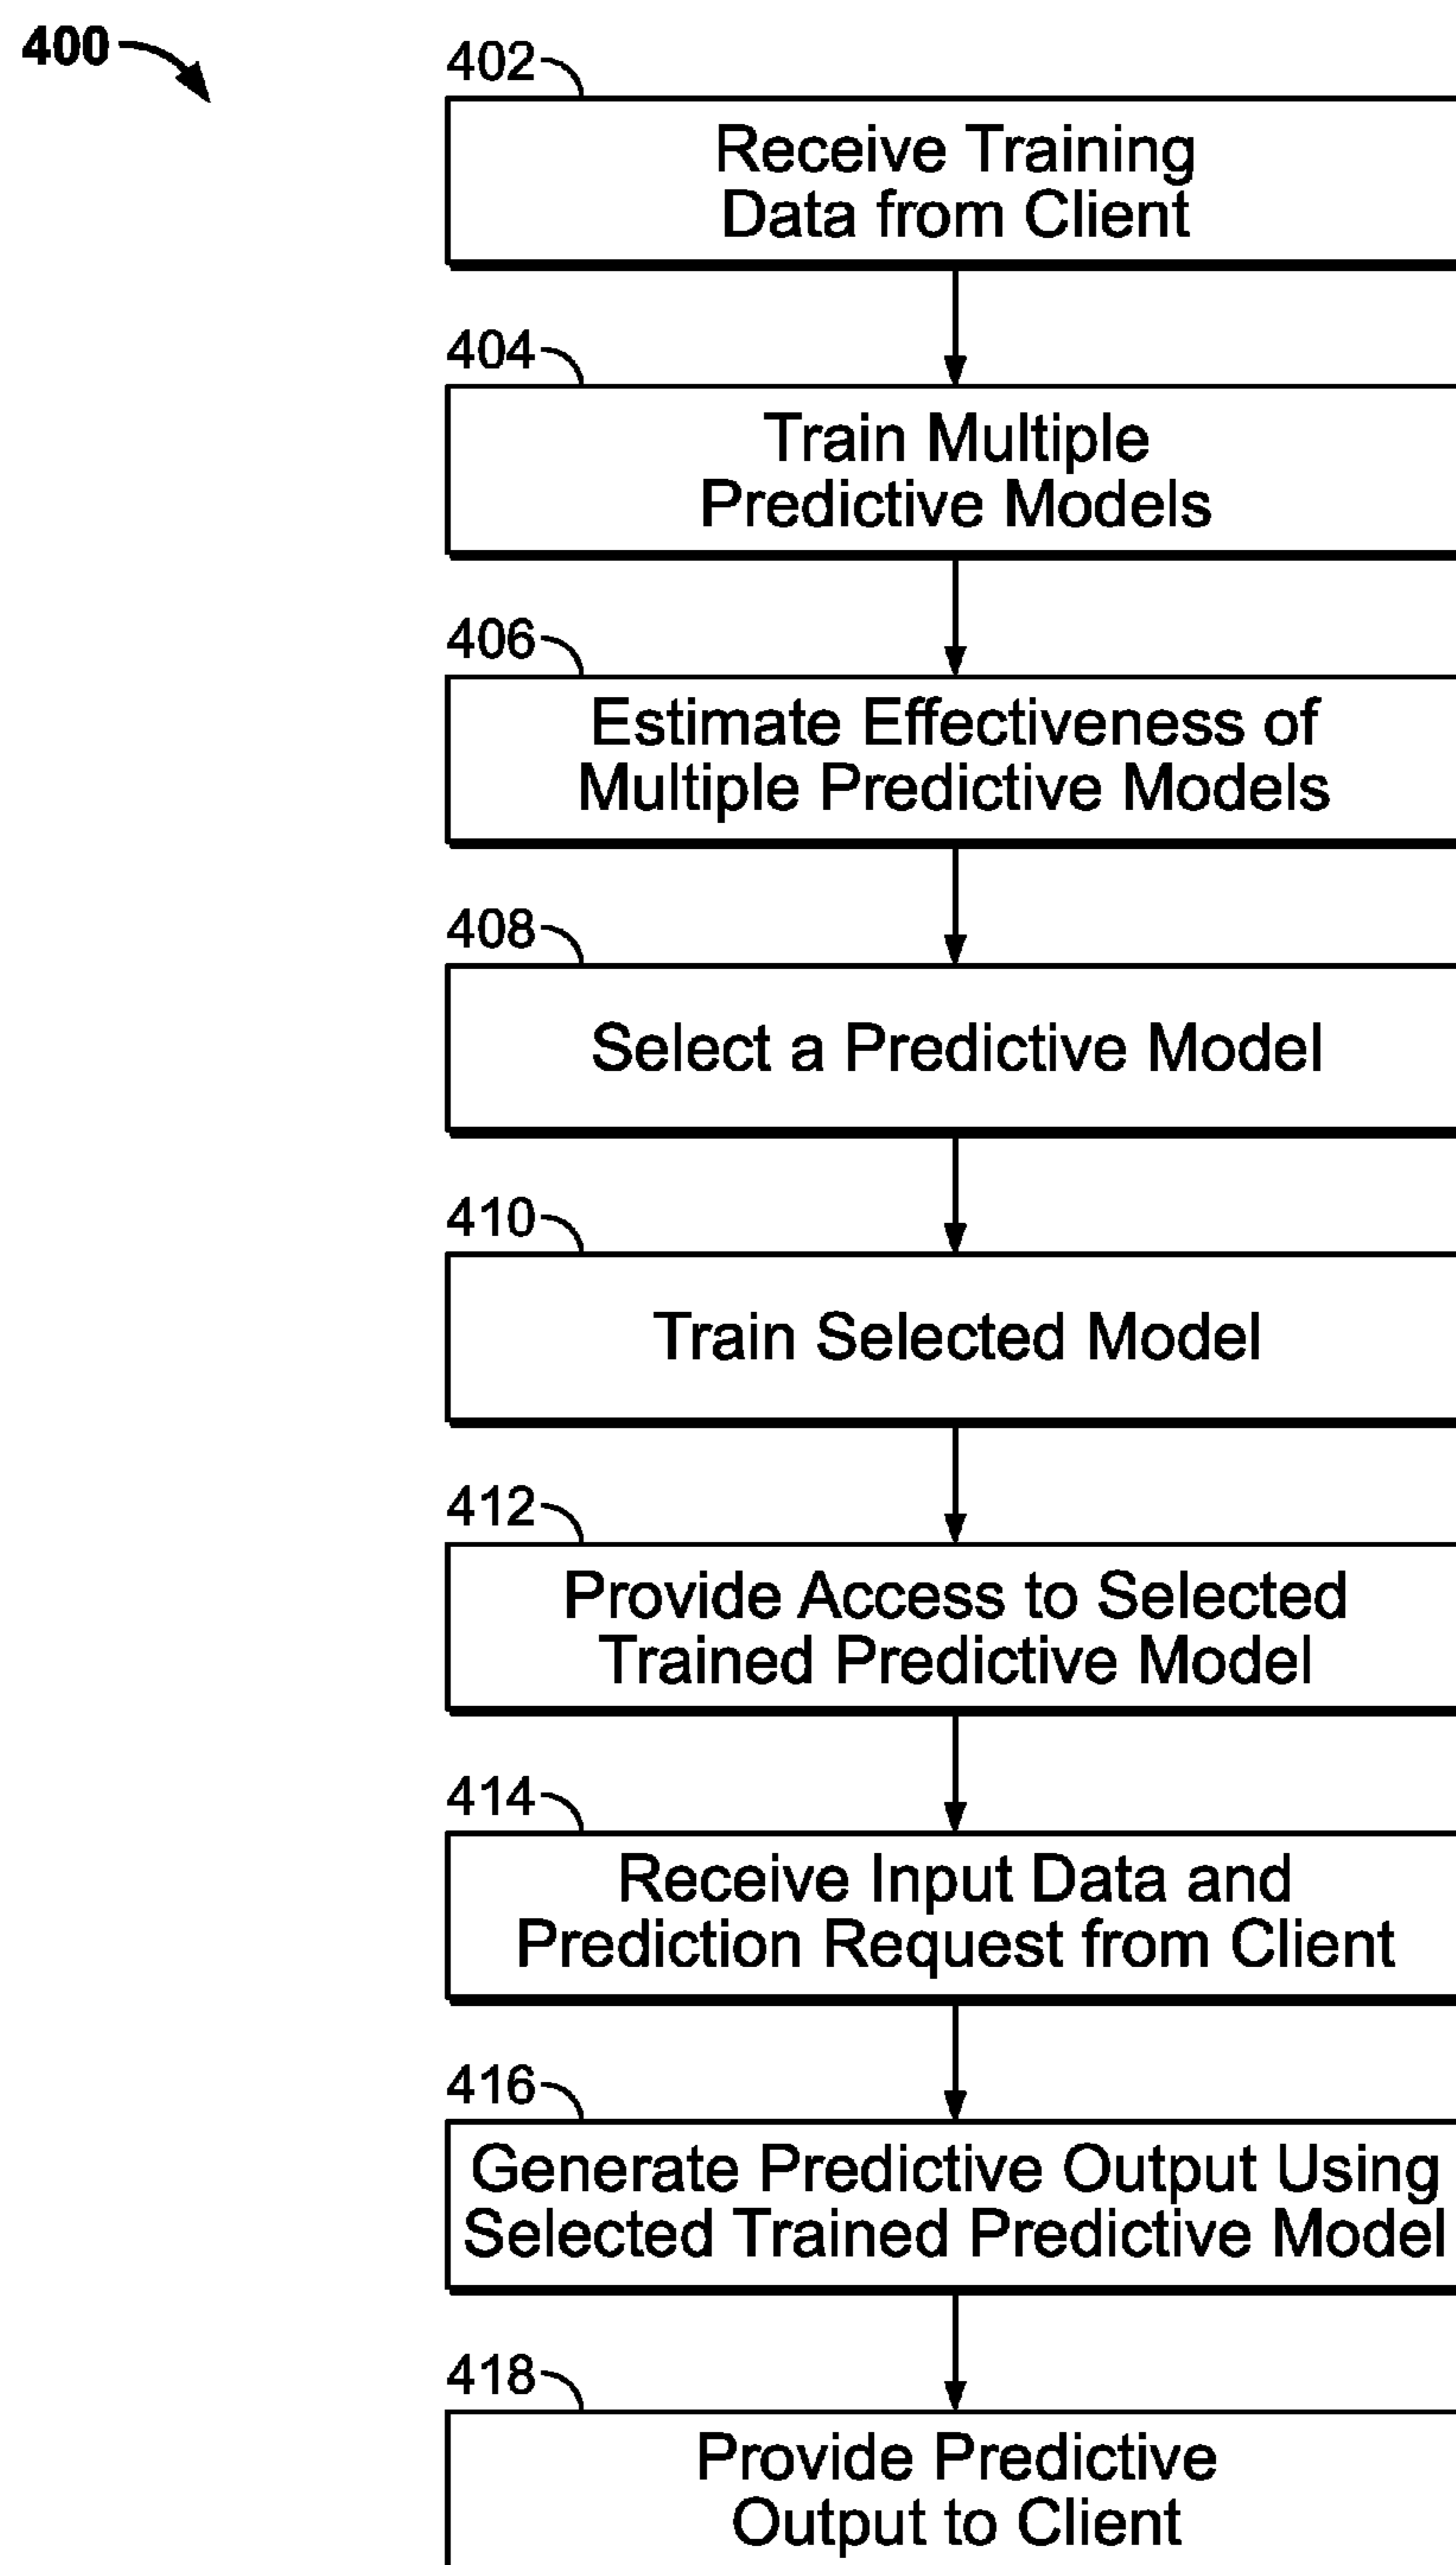 400
402
Receive Training
Data from Client
404
Train Multiple
Predictive Models
406
Estimate Effectiveness of
Multiple Predictive Models
408
Select a Predictive Model
410
Train Selected Model
412
Provide Access to Selected
Trained Predictive Model
414
Receive Input Data and
Prediction Request from Client
416
Generate Predictive Output Using
Selected Trained Predictive Model
418
Provide Predictive
Output to Client